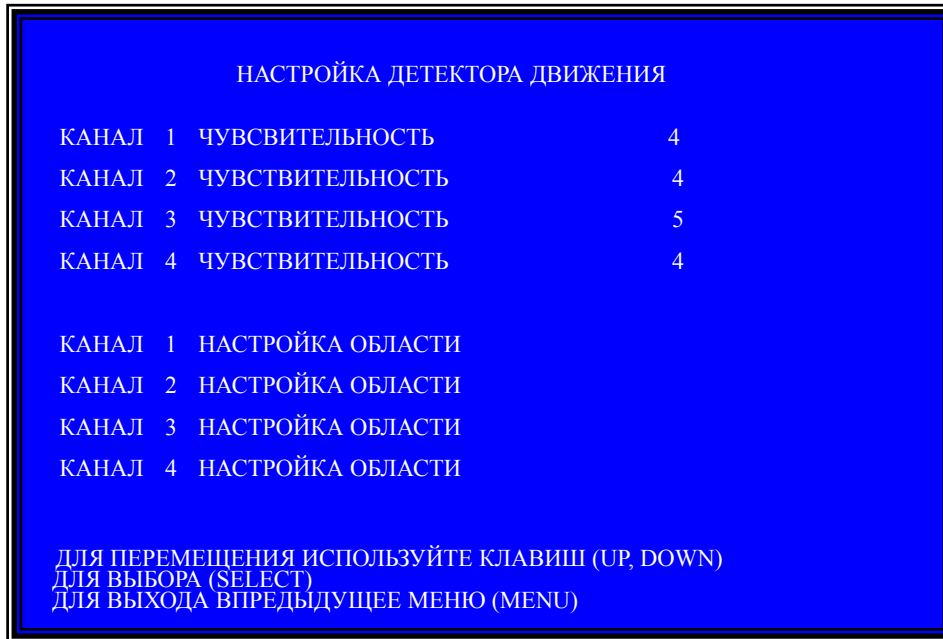 НАСТРОЙКА ДЕТЕКТОРА ДВИЖЕНИЯ
КАНАЛ 1 ЧУВСВИТЕЛЬНОСТЬ 4
КАНАЛ 2 ЧУВСТВИТЕЛЬНОСТЬ 4
КАНАЛ 3 ЧУВСТВИТЕЛЬНОСТЬ 5
КАНАЛ 4 ЧУВСТВИТЕЛЬНОСТЬ 4
КАНАЛ 1 НАСТРОЙКА ОБЛАСТИ
КАНАЛ 2 НАСТРОЙКА ОБЛАСТИ
КАНАЛ 3 НАСТРОЙКА ОБЛАСТИ
КАНАЛ 4 НАСТРОЙКА ОБЛАСТИ
ДЛЯ ПЕРЕМЕЩЕНИЯ ИСПОЛЬЗУЙТЕ КЛАВИШ (UP, DOWN)
ДЛЯ ВЫБОРА (SELECT)
ДЛЯ ВЫХОДА ВПРЕДЫДУЩЕЕ МЕНЮ (MENU)